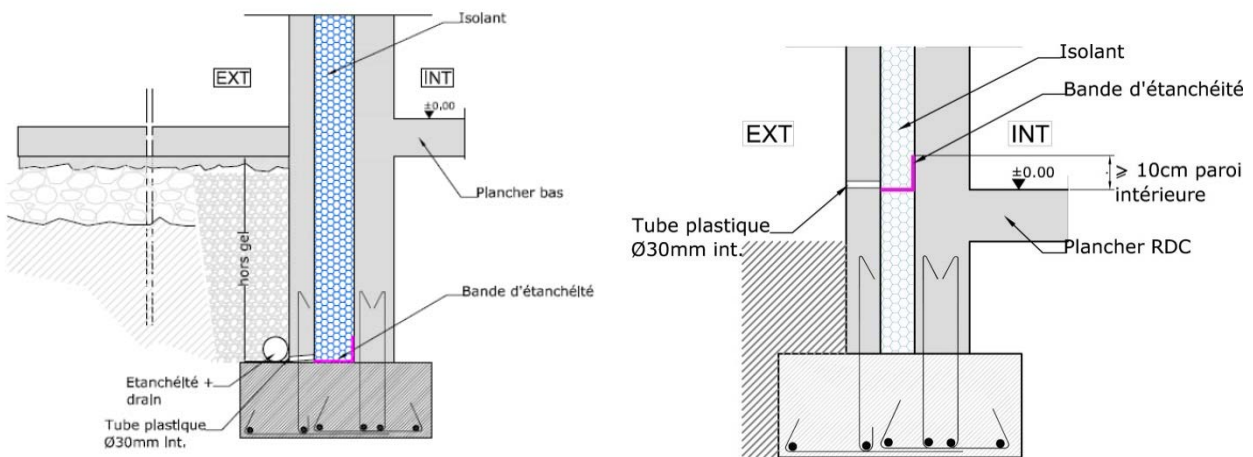 Isolant
EXT
INT
±0.00
Plancher bas
hors gel
Bande d'étanchéité
Etanchéité +
drain
Tube plastique
Ø30mm int.
Isolant
Bande d'étanchéité
EXT
INT
±0.00
⩾ 10cm paroi
intérieure
Tube plastique
Ø30mm int.
Plancher RDC